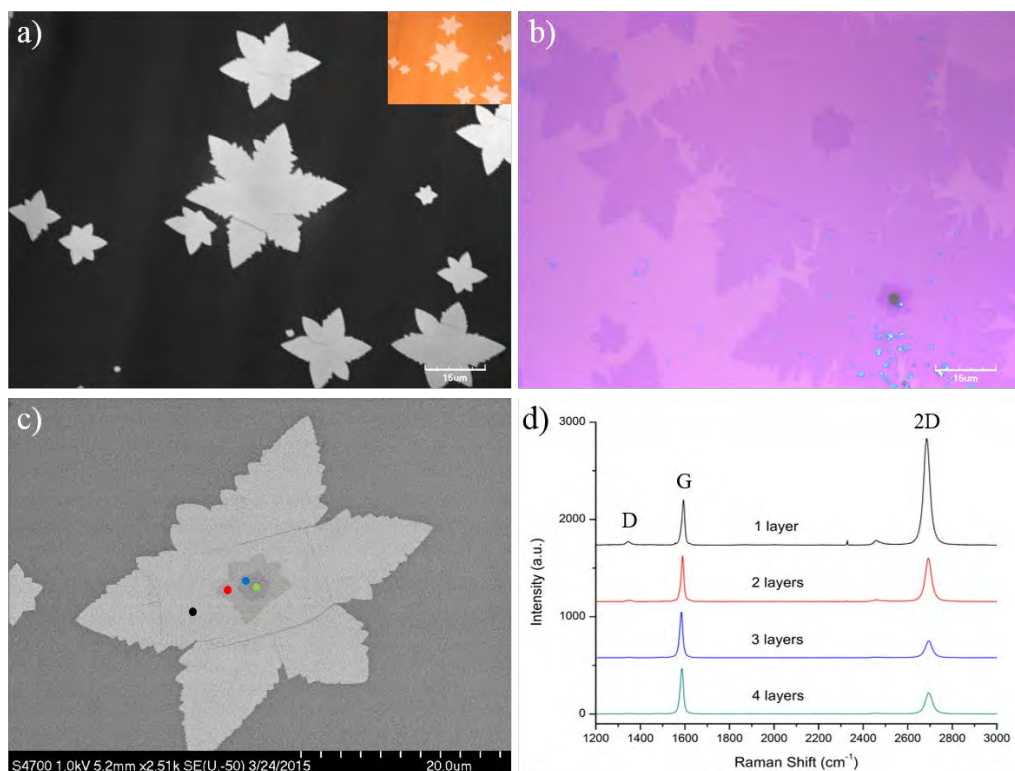 a)
15um
b)
15um
c)
S4700 1.0kV 5.2mm x2.51k SE(U,-50) 3/24/2015
20.0um
d)
3000
2000
1000
0
Intensity (a.u.)
D
G
2D
1 layer
2 layers
3 layers
4 layers
1200 1400 1600 1800 2000 2200 2400 2600 2800 3000
Raman Shift (cm⁻¹)